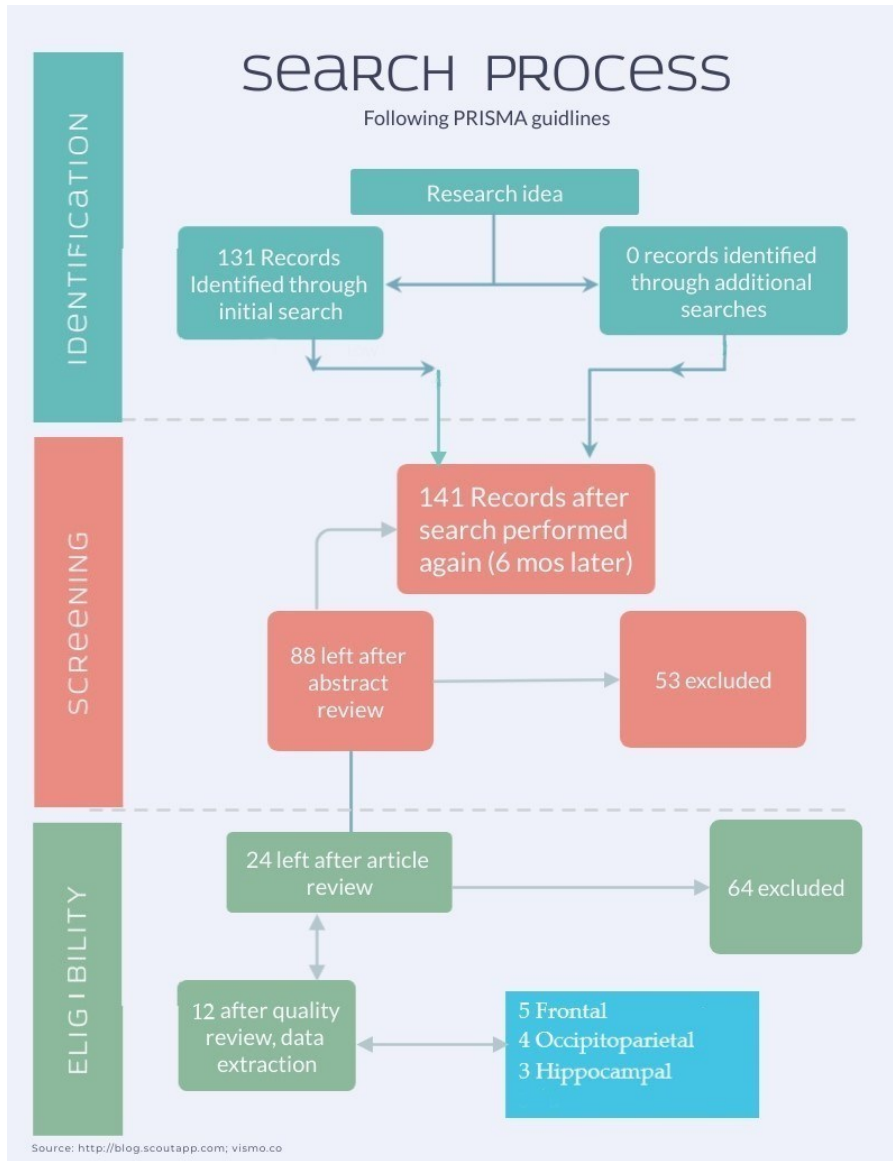 SEARCH PROCESS
Following PRISMA guidlines
IDENTIFICATION
Research idea
131 Records
Identified through
initial search
0 records identified
through additional
searches
SCREENING
141 Records after
search performed
again (6 mos later)
88 left after
abstract
review
53 excluded
ELIGIBILITY
24 left after article
review
64 excluded
12 after quality
review, data
extraction
5 Frontal
4 Occipitoparietal
3 Hippocampal
Source: http://blog.scoutapp.com; vismo.co